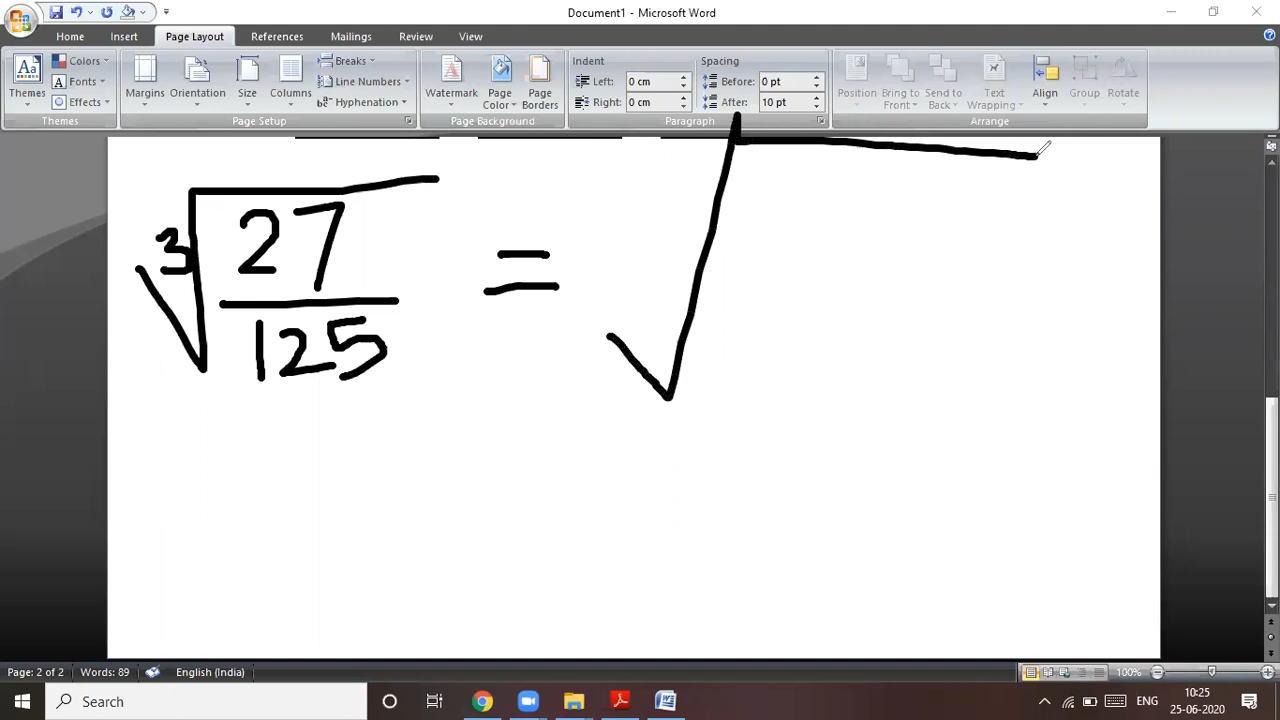 Document1 - Microsoft Word
Home Insert Page Layout References Mailings Review View
Themes Colors Fonts Effects
Margins Orientation Size Columns Breaks Line Numbers Hyphenation
Watermark Page Color Page Borders
Indent Left: 0 cm Right: 0 cm
Spacing Before: 0 pt After: 10 pt
Position Bring to Front Send to Back Text Wrapping Align Group Rotate
Themes Page Setup Page Background Paragraph Arrange
∛(27/125) = √
Page: 2 of 2 Words: 89 English (India) 100%
Search ENG 10:25
25-06-2020